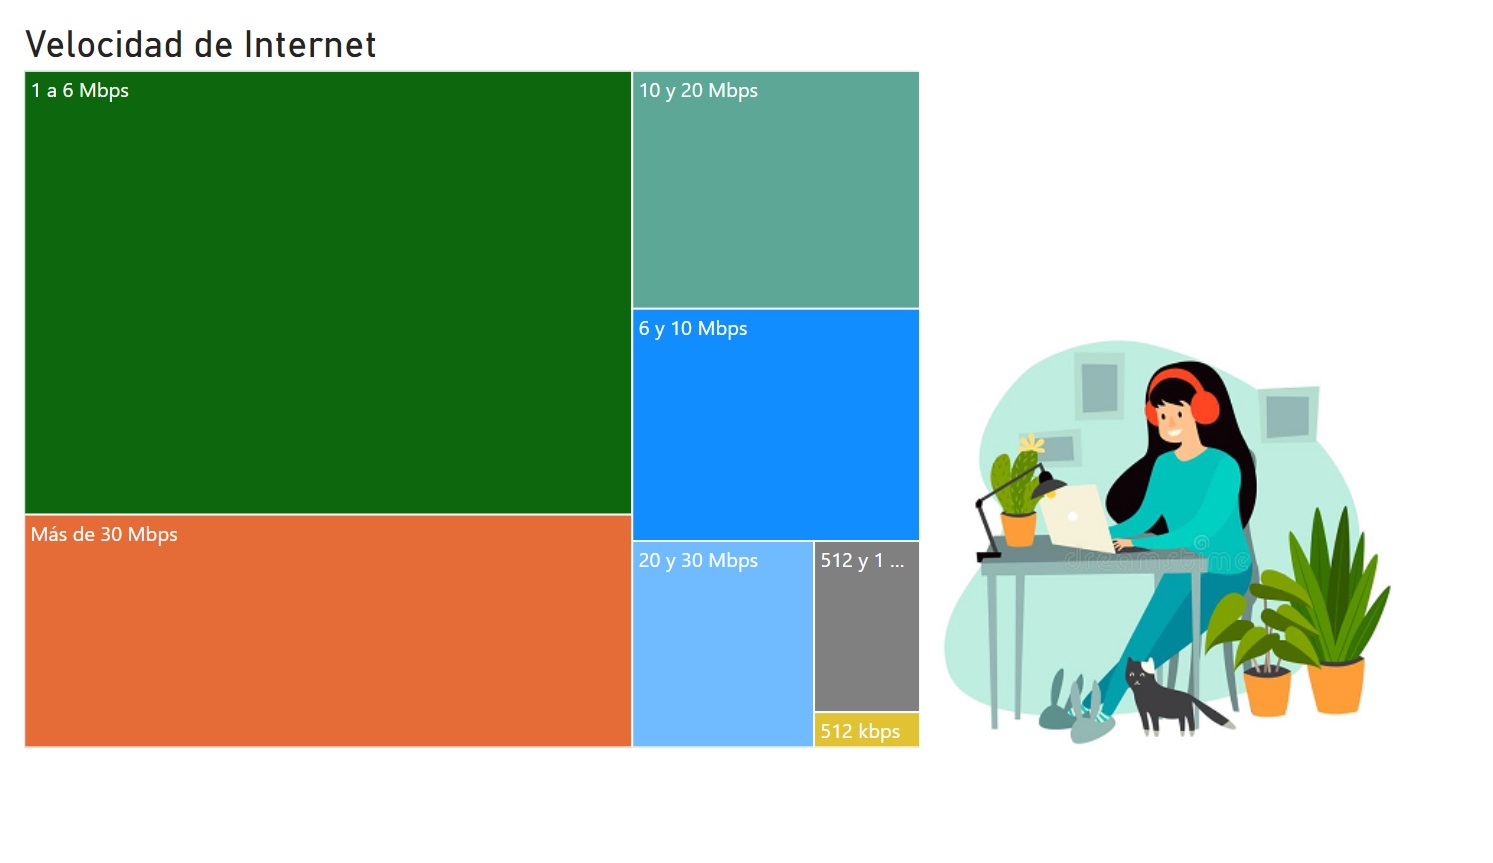 Velocidad de Internet
1 a 6 Mbps
10 y 20 Mbps
6 y 10 Mbps
Más de 30 Mbps
20 y 30 Mbps
512 y 1 ...
512 kbps
dreamstime